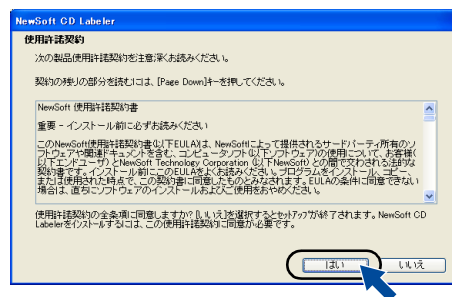 NewSoft CD Labeler
使用許諾契約
次の製品使用許諾契約を注意深くお読みください。
契約の残りの部分を読むには、[Page Down]キーを押してください。
NewSoft 使用許諾契約書
重要 - インストール前に必ずお読みください
このNewSoft使用許諾契約書(以下EULA)は、NewSoftによって提供されるサードパーティ所有のソ
フトウェアや関連ドキュメントを含む、コンピュータソフト(以下ソフトウェア)の使用について、お客様(
以下エンドユーザ)とNewSoft Technology Corporation (以下NewSoft) との間で交わされる法的な
契約書です。インストール前にこのEULAをよくお読みください。プログラムをインストール、コピー、
または使用された時点で、この契約書に同意したものとみなされます。EULAの条件に同意できない
場合は、直ちにソフトウェアのインストールおよびご使用をおやめください。
使用許諾契約の全条項に同意しますか? [いいえ]を選択するとセットアップが終了されます。NewSoft CD
Labelerをインストールするには、この使用許諾契約に同意が必要です。
はい
いいえ